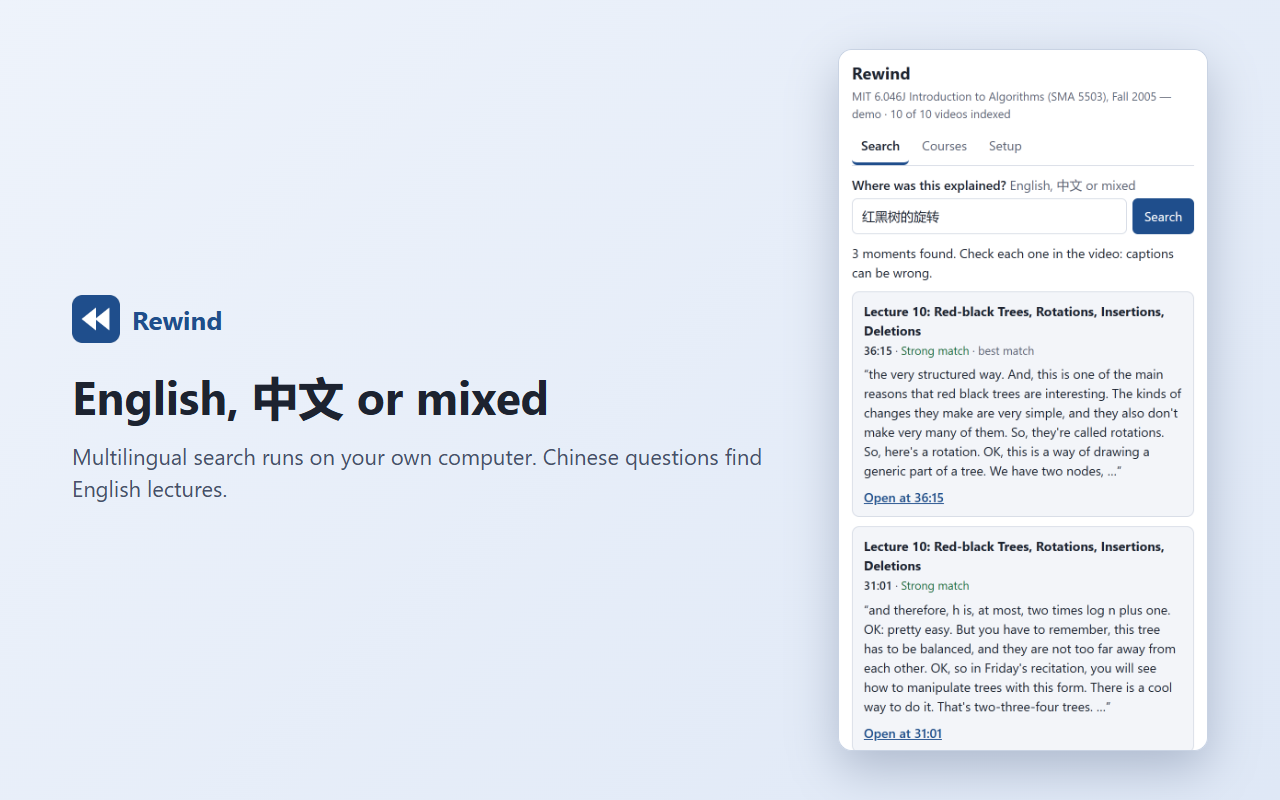 Rewind
English, 中文 or mixed
Multilingual search runs on your own computer. Chinese questions find
English lectures.
Rewind
MIT 6.046J Introduction to Algorithms (SMA 5503), Fall 2005 —
demo · 10 of 10 videos indexed
Search Courses Setup
Where was this explained? English, 中文 or mixed
红黑树的旋转 Search
3 moments found. Check each one in the video: captions
can be wrong.
Lecture 10: Red-black Trees, Rotations, Insertions,
Deletions
36:15 · Strong match · best match
“the very structured way. And, this is one of the main
reasons that red black trees are interesting. The kinds of
changes they make are very simple, and they also don't
make very many of them. So, they're called rotations.
So, here's a rotation. OK, this is a way of drawing a
generic part of a tree. We have two nodes, ...”
Open at 36:15
Lecture 10: Red-black Trees, Rotations, Insertions,
Deletions
31:01 · Strong match
“and therefore, h is, at most, two times log n plus one.
OK: pretty easy. But you have to remember, this tree
has to be balanced, and they are not too far away from
each other. OK, so in Friday's recitation, you will see
how to manipulate trees with this form. There is a cool
way to do it. That's two-three-four trees. ...”
Open at 31:01